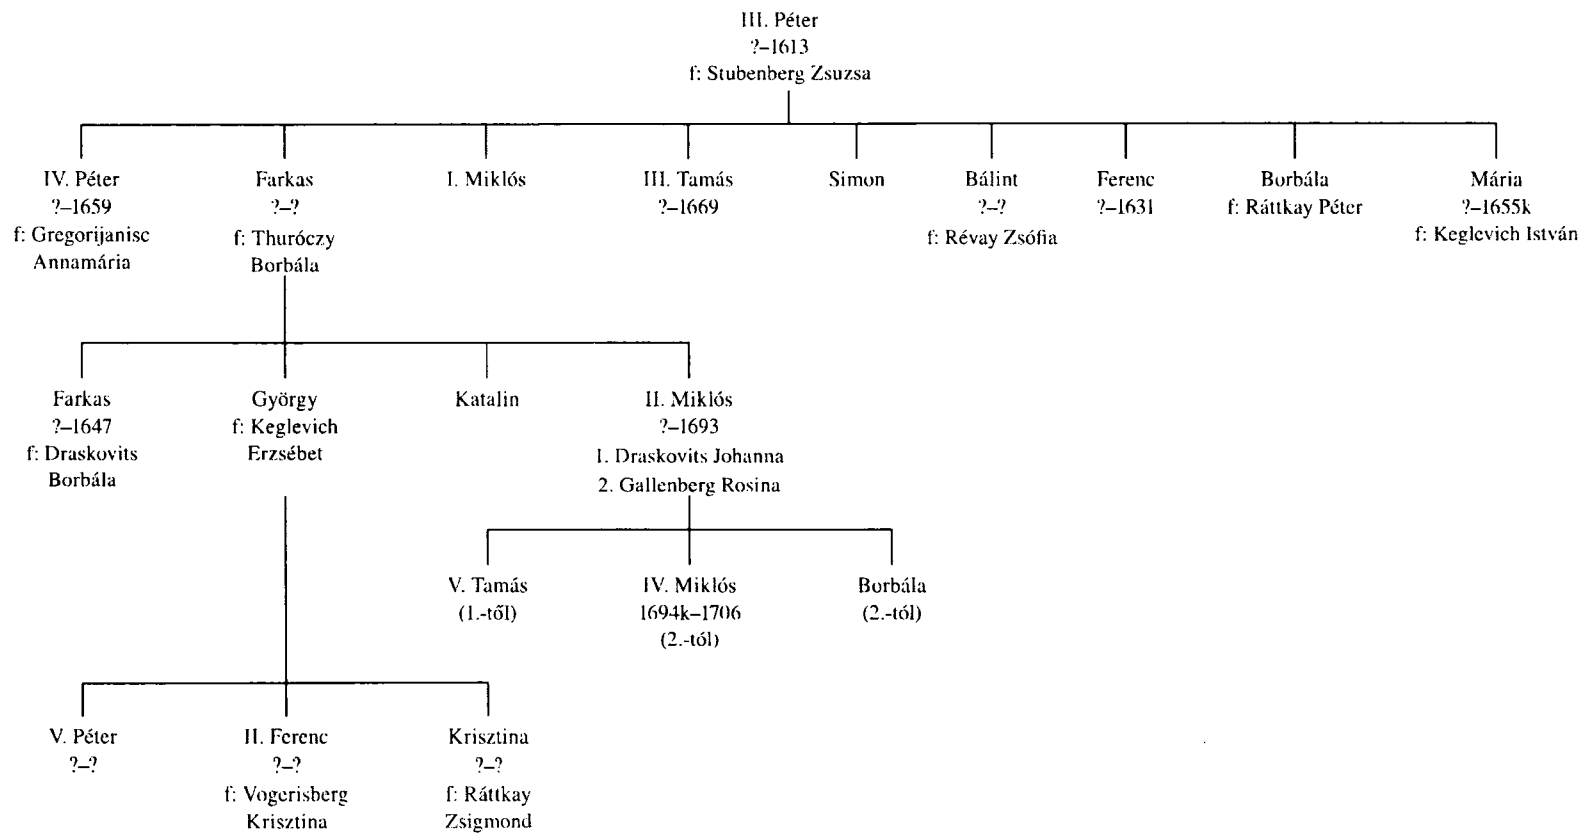 III. Péter
?–1613
f: Stubenberg Zsuzsa
IV. Péter
?–1659
f: Gregorijanisc
Annamária
Farkas
?–?
f: Thuróczy
Borbála
I. Miklós
III. Tamás
?–1669
Simon
Bálint
?–?
f: Révay Zsófia
Ferenc
?–1631
Borbála
f: Ráttkay Péter
Mária
?–1655k
f: Keglevich István
Farkas
?–1647
f: Draskovits
Borbála
György
f: Keglevich
Erzsébet
Katalin
II. Miklós
?–1693
1. Draskovits Johanna
2. Gallenberg Rosina
V. Tamás
(1.-től)
IV. Miklós
1694k–1706
(2.-tól)
Borbála
(2.-tól)
V. Péter
?–?
II. Ferenc
?–?
f: Vogerisberg
Krisztina
Krisztina
?–?
f: Ráttkay
Zsigmond